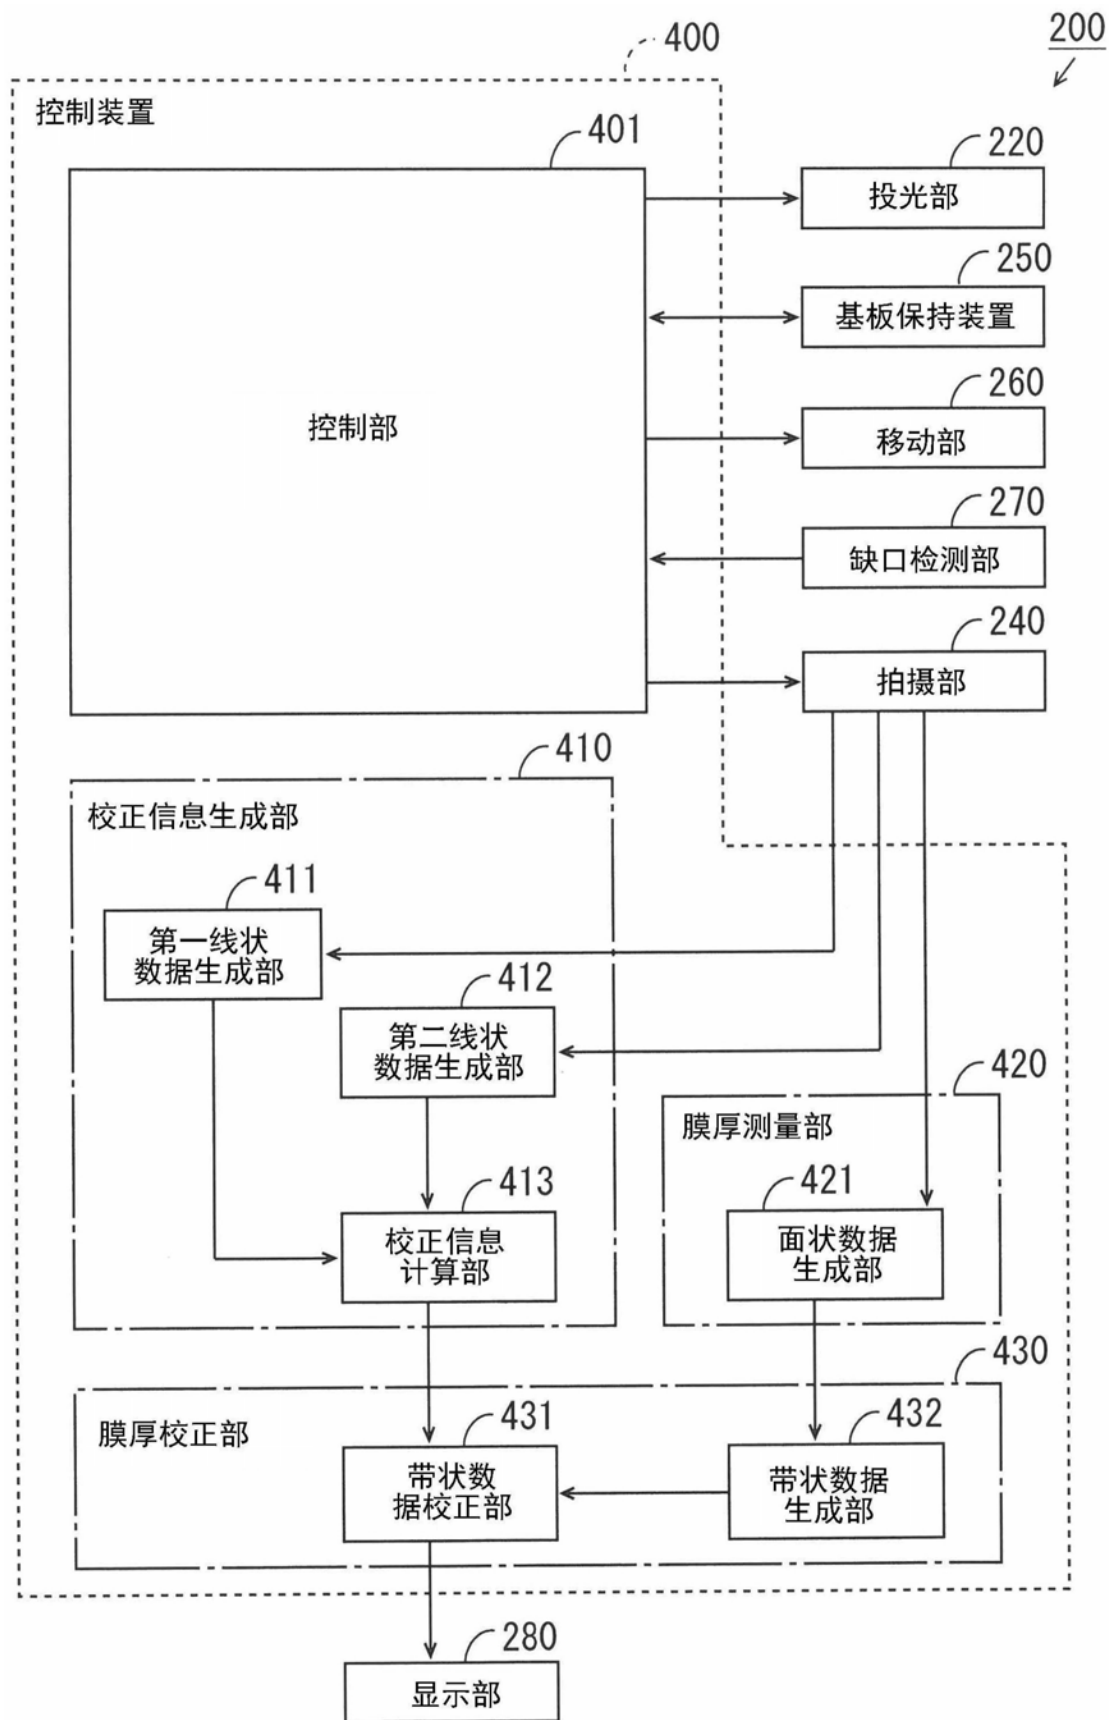 200
400
控制装置
401
控制部
220
投光部
250
基板保持装置
260
移动部
270
缺口检测部
240
拍摄部
410
校正信息生成部
411
第一线状
数据生成部
412
第二线状
数据生成部
413
校正信息
计算部
420
膜厚测量部
421
面状数据
生成部
430
膜厚校正部
431
带状数
据校正部
432
带状数据
生成部
280
显示部